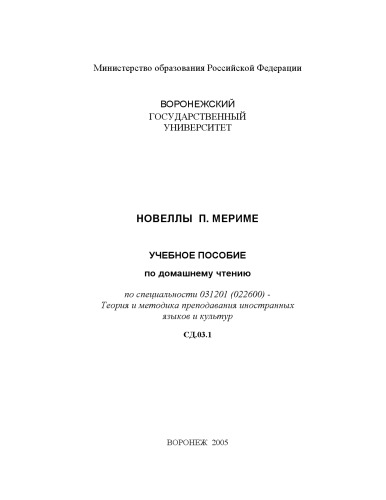 Министерство образования Российской Федерации
ВОРОНЕЖСКИЙ
ГОСУДАРСТВЕННЫЙ
УНИВЕРСИТЕТ
НОВЕЛЛЫ П. МЕРИМЕ
УЧЕБНОЕ ПОСОБИЕ
по домашнему чтению
по специальности 031201 (022600) -
Теория и методика преподавания иностранных
языков и культур
СД.03.1
ВОРОНЕЖ 2005